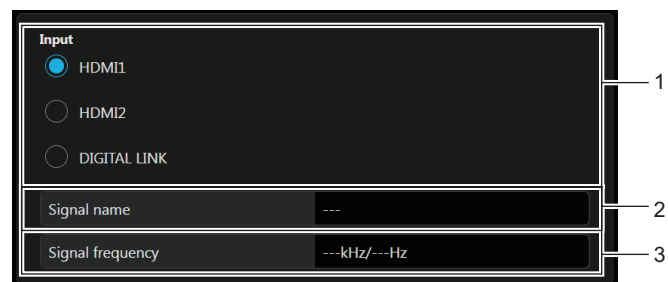 Input
HDMI1
HDMI2
DIGITAL LINK
1
Signal name ---
2
Signal frequency ---kHz/---Hz
3